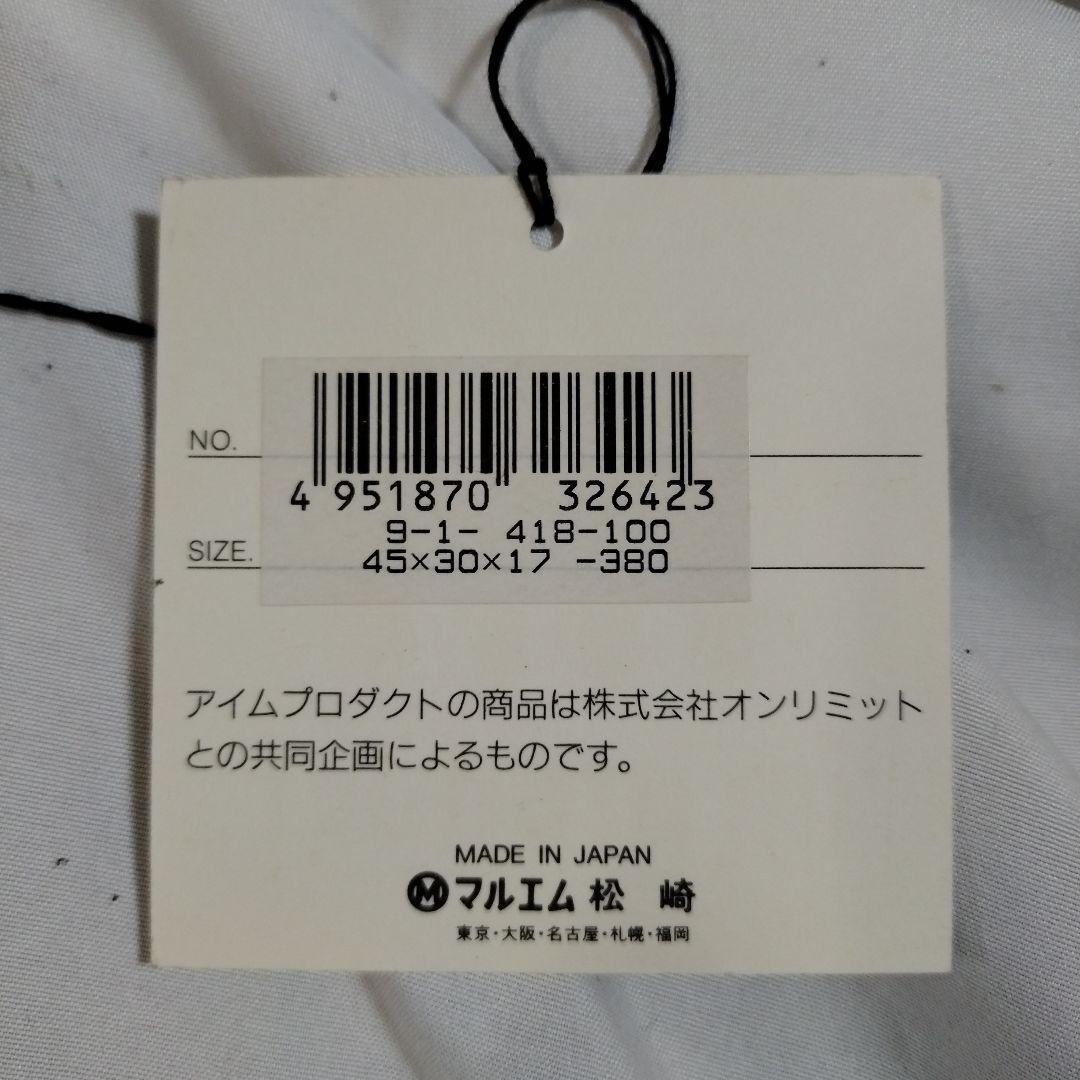 NO.
4 951870 326423
9-1- 418-100
SIZE.
45×30×17 -380
アイムプロダクトの商品は株式会社オンリミット
との共同企画によるものです。
MADE IN JAPAN
M マルエム 松 崎
東京・大阪・名古屋・札幌・福岡